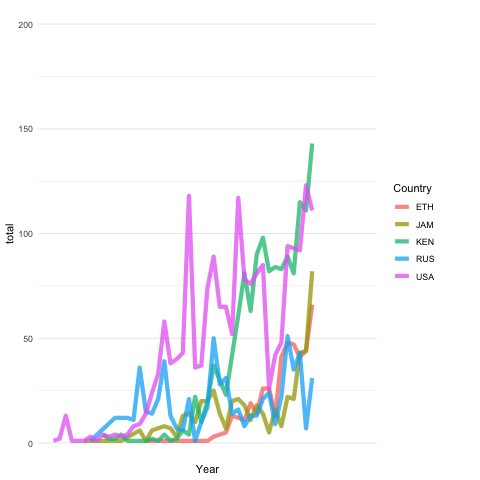 200
150
100
50
0
total
Year
Country
ETH
JAM
KEN
RUS
USA